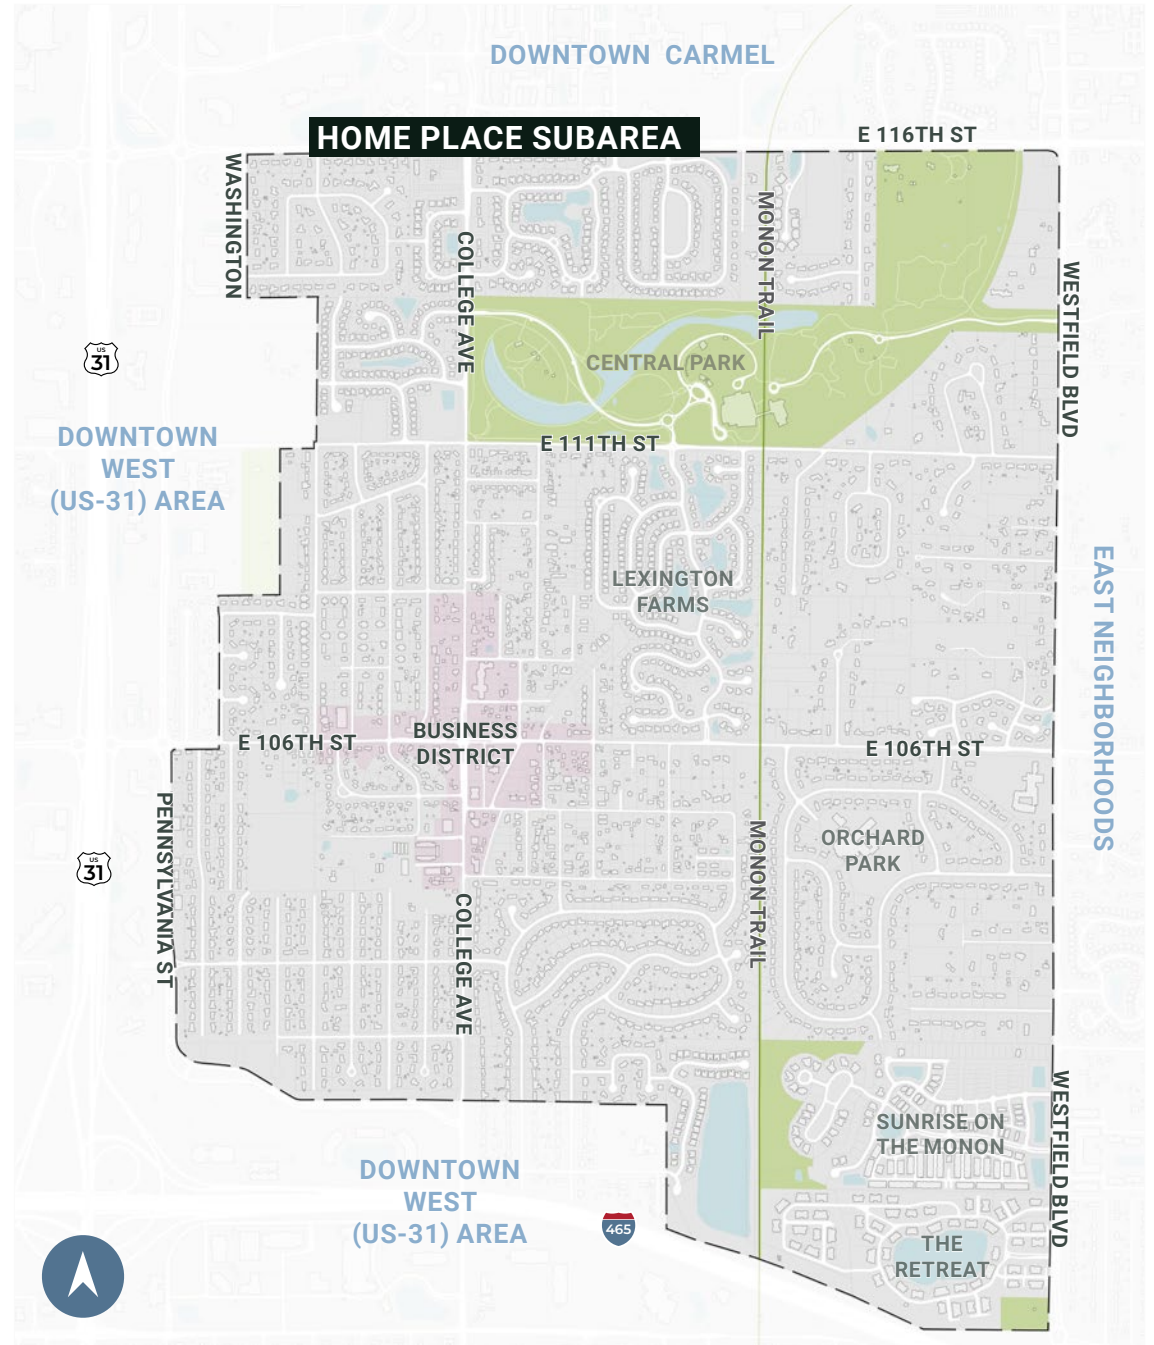 DOWNTOWN CARMEL
HOME PLACE SUBAREA
E 116TH ST
WASHINGTON
COLLEGE AVE
MONON TRAIL
WESTFIELD BLVD
US
31
CENTRAL PARK
DOWNTOWN
WEST
(US-31) AREA
E 111TH ST
LEXINGTON
FARMS
EAST NEIGHBORHOODS
BUSINESS
DISTRICT
E 106TH ST
E 106TH ST
PENNSYLVANIA ST
MONON TRAIL
ORCHARD
PARK
US
31
COLLEGE AVE
WESTFIELD BLVD
SUNRISE ON
THE MONON
DOWNTOWN
WEST
(US-31) AREA
465
THE
RETREAT